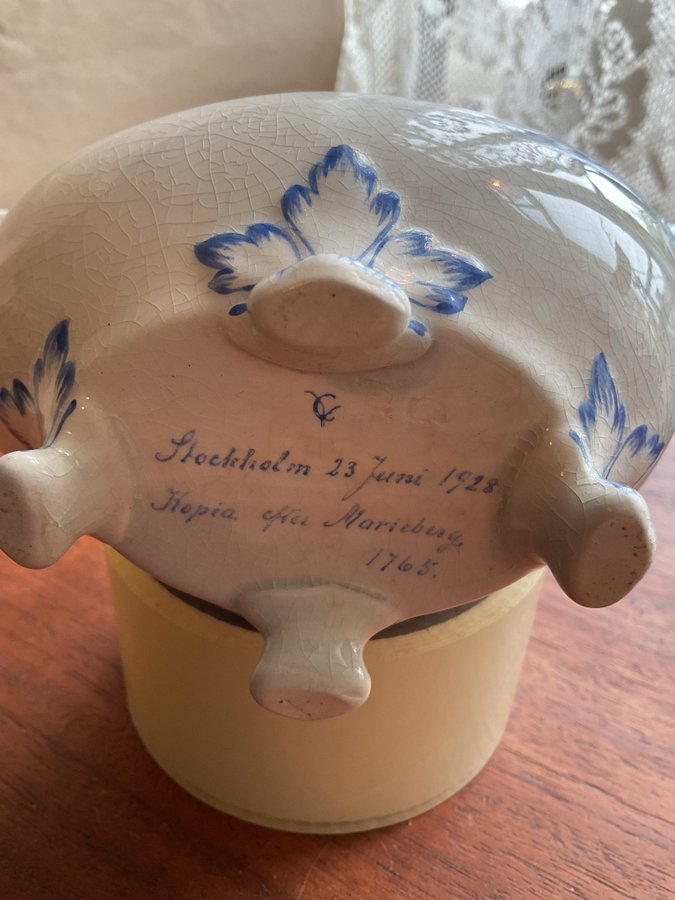 Stockholm 23 Juni 1928
Kopia efter Marieberg
1765.